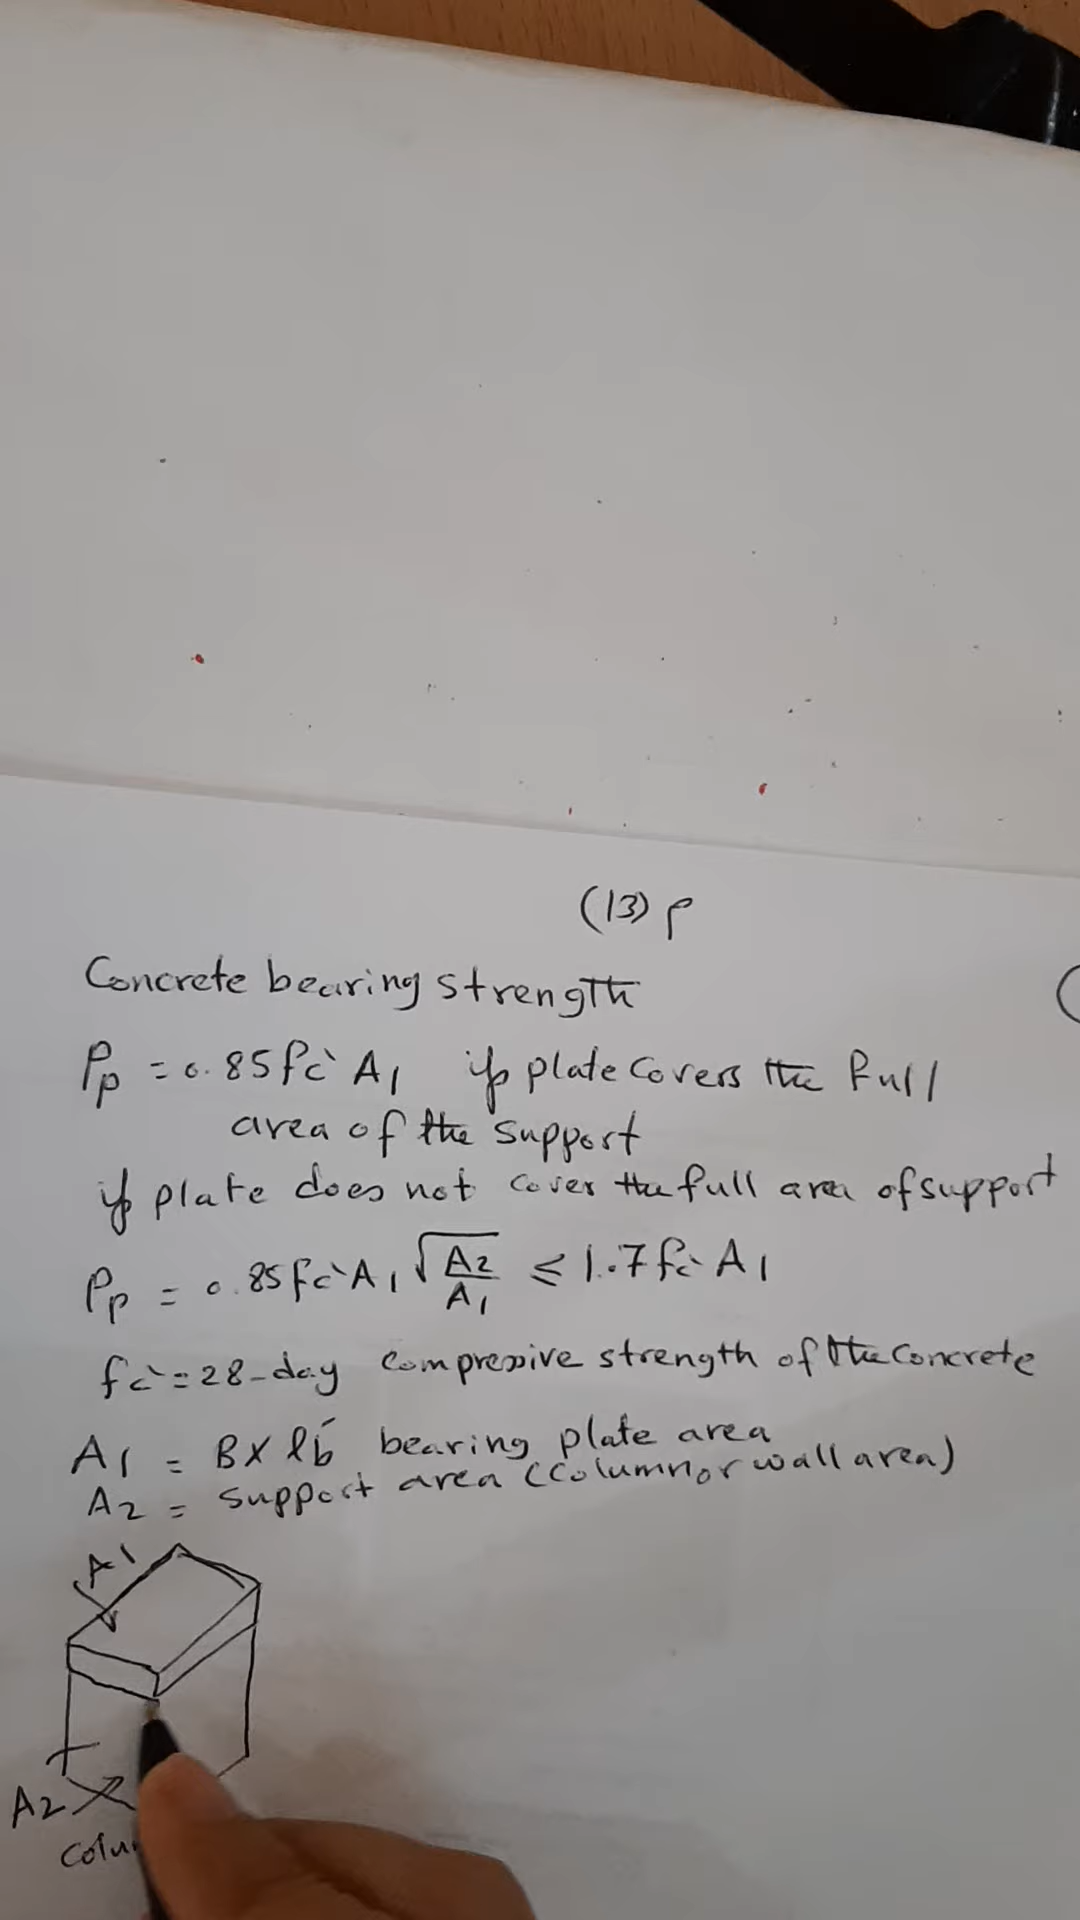 (13) P
Concrete bearing strength
Pp = 0.85 fc` A1 if plate covers the full
area of the support
if plate does not cover the full area of support
Pp = 0.85 fc` A1 √(A2/A1) ≤ 1.7 fc` A1
fc` = 28-day compressive strength of the concrete
A1 = B x lb bearing plate area
A2 = support area (column or wall area)
A1
A2